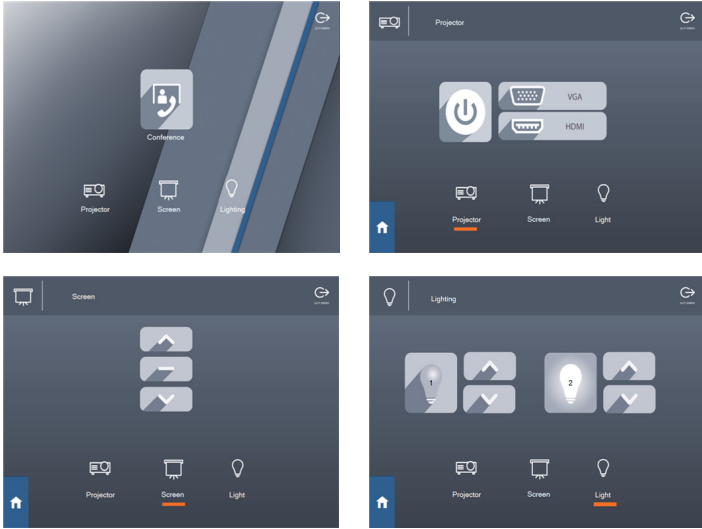 Conference
Projector
Screen
Lighting
Projector
VGA
HDMI
Projector
Screen
Light
Screen
Projector
Screen
Light
Lighting
1
2
Projector
Screen
Light